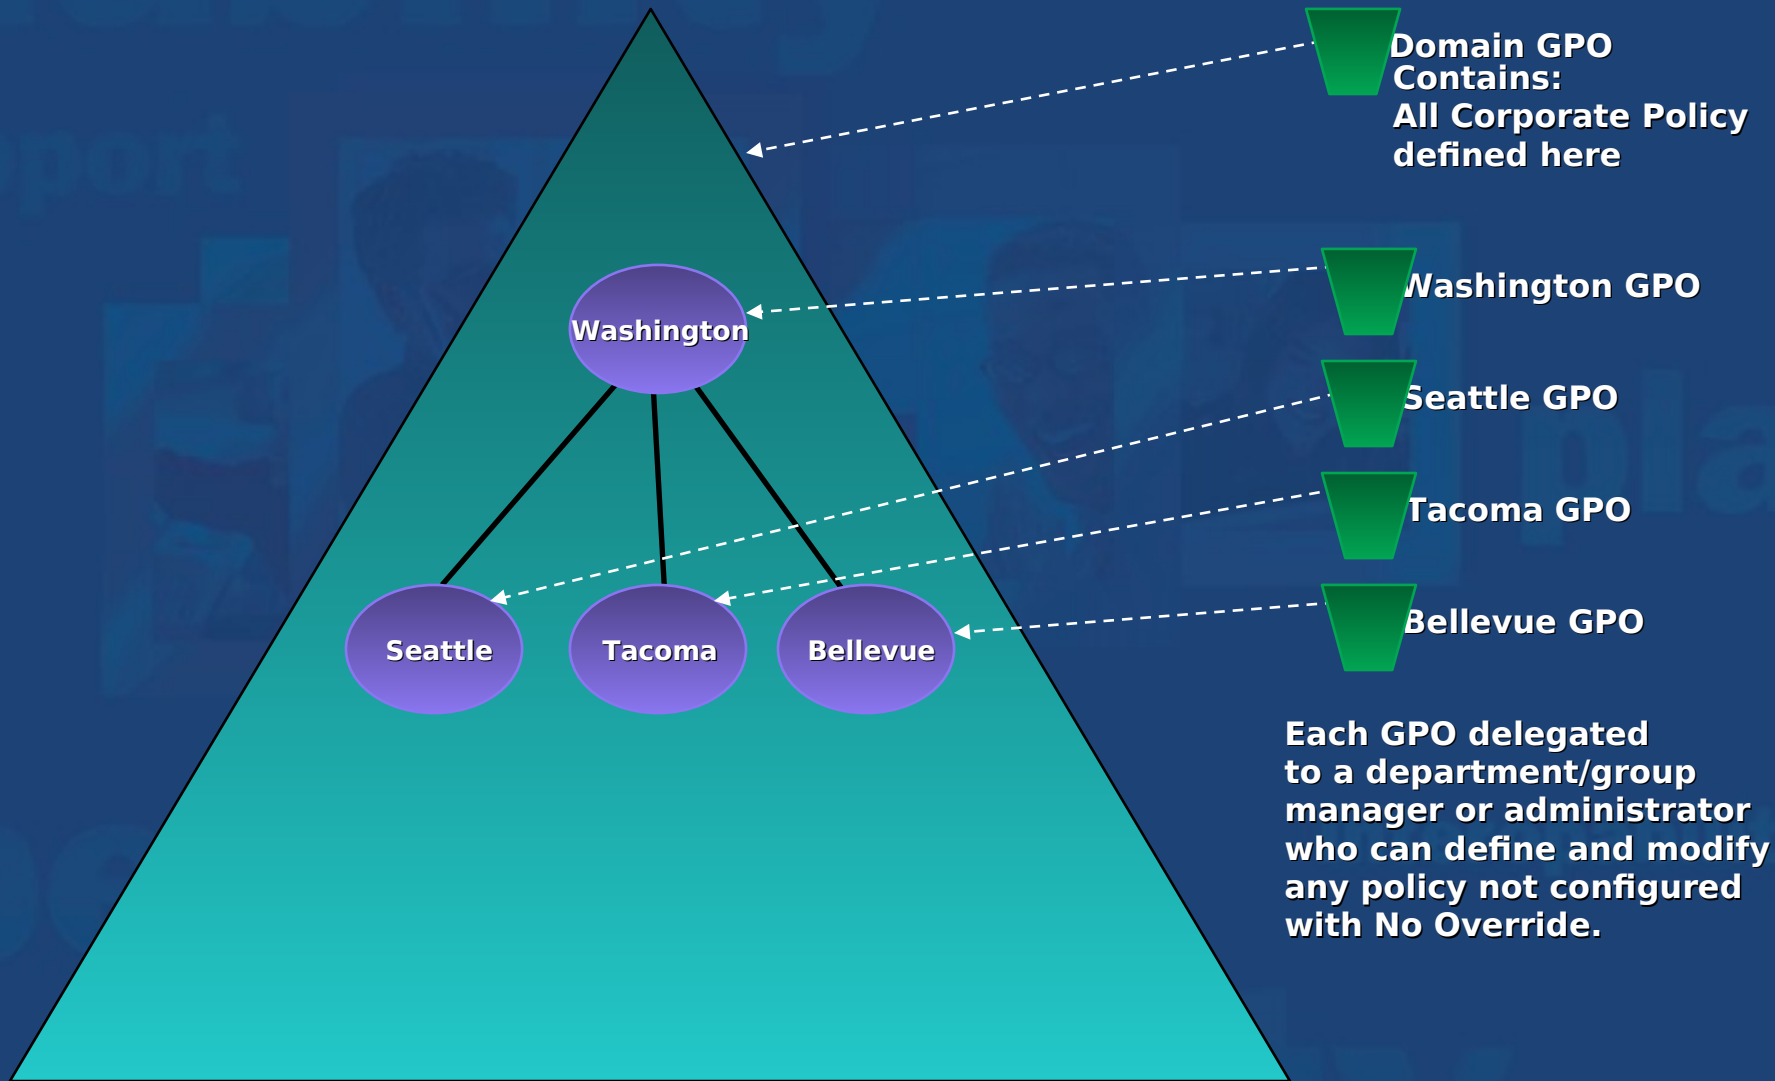 Domain GPO
Contains:
All Corporate Policy
defined here
Washington
Washington GPO
Seattle GPO
Tacoma GPO
Bellevue GPO
Seattle
Tacoma
Bellevue
Each GPO delegated
to a department/group
manager or administrator
who can define and modify
any policy not configured
with No Override.